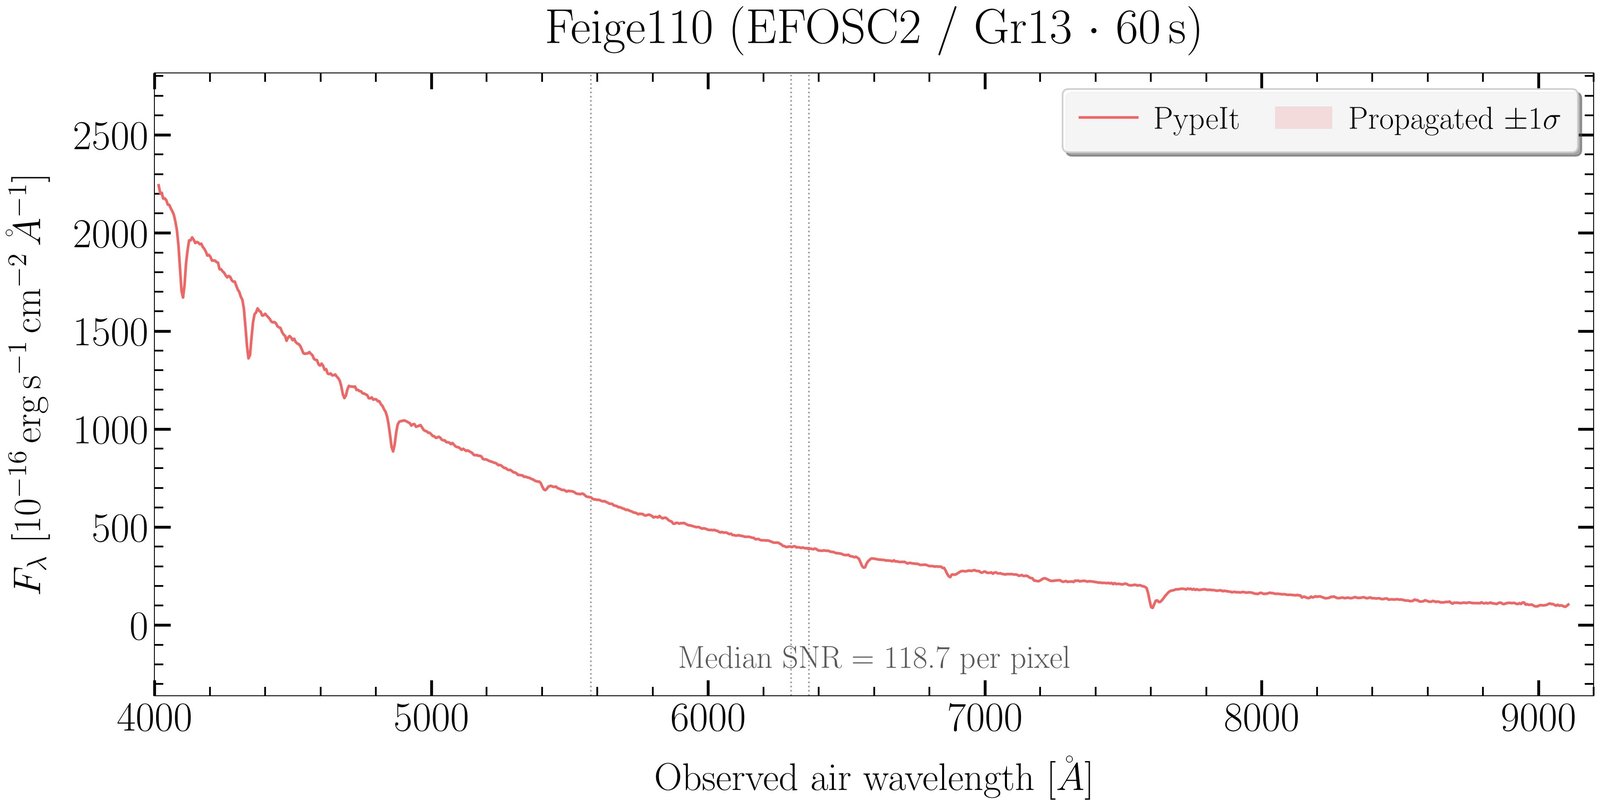 Feige110 (EFOSC2 / Gr13 · 60 s)
PypeIt
Propagated ±1σ
F_λ [10⁻¹⁶ erg s⁻¹ cm⁻² Å⁻¹]
2500
2000
1500
1000
500
0
Median SNR = 118.7 per pixel
4000 5000 6000 7000 8000 9000
Observed air wavelength [Å]